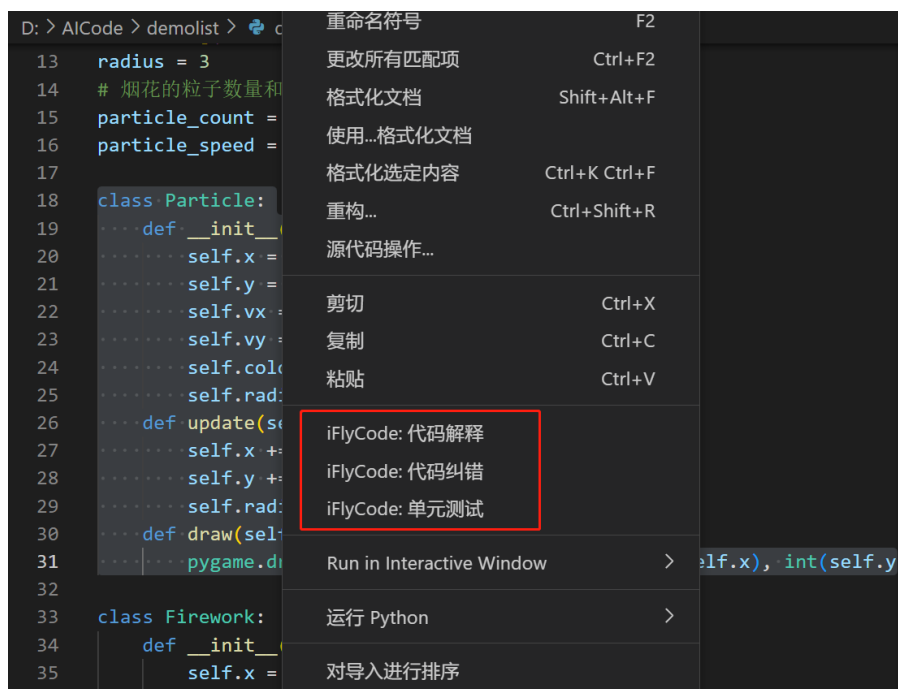 D: > AICode > demolist >
重命名符号 F2
更改所有匹配项 Ctrl+F2
格式化文档 Shift+Alt+F
使用...格式化文档
格式化选定内容 Ctrl+K Ctrl+F
重构... Ctrl+Shift+R
源代码操作...
剪切 Ctrl+X
复制 Ctrl+C
粘贴 Ctrl+V
iFlyCode: 代码解释
iFlyCode: 代码纠错
iFlyCode: 单元测试
Run in Interactive Window >
运行 Python >
对导入进行排序
13 radius = 3
14 # 烟花的粒子数量和
15 particle_count =
16 particle_speed =
17
18 class Particle:
19 def __init__(
20 self.x =
21 self.y =
22 self.vx =
23 self.vy =
24 self.colo
25 self.radi
26 def update(se
27 self.x +=
28 self.y +=
29 self.radi
30 def draw(self
31 pygame.dr elf.x), int(self.y
32
33 class Firework:
34 def __init__(
35 self.x =